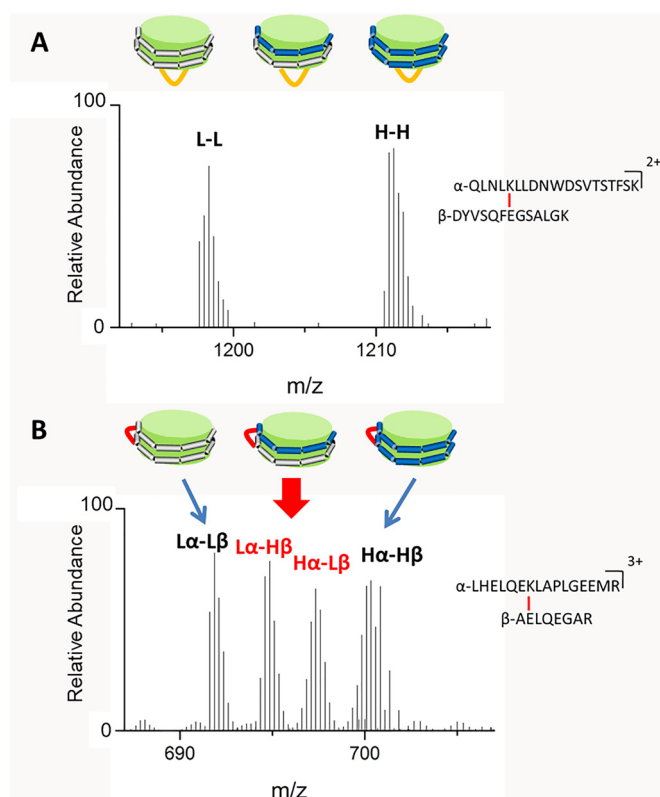 A
100
Relative Abundance
0
L-L
H-H
1200
1210
m/z
α-QLNLKLLDNWDSVTSTFSK
2+
β-DYVSQFEGSALGK
B
100
Relative Abundance
0
Lα-Lβ
Lα-Hβ
Hα-Lβ
Hα-Hβ
690
700
m/z
α-LHELQEKLAPLGEEMR
3+
β-AELQEGAR